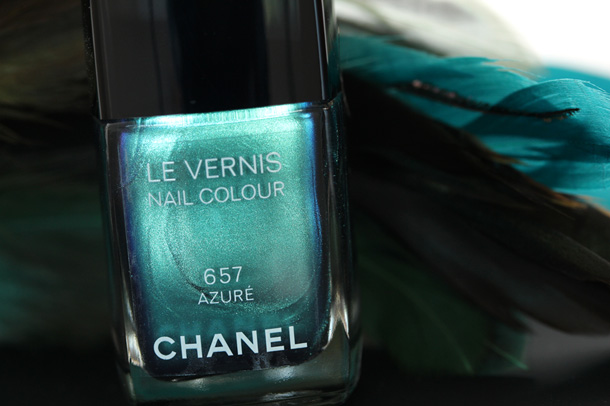 LE VERNIS
NAIL COLOUR
657
AZURÉ
CHANEL